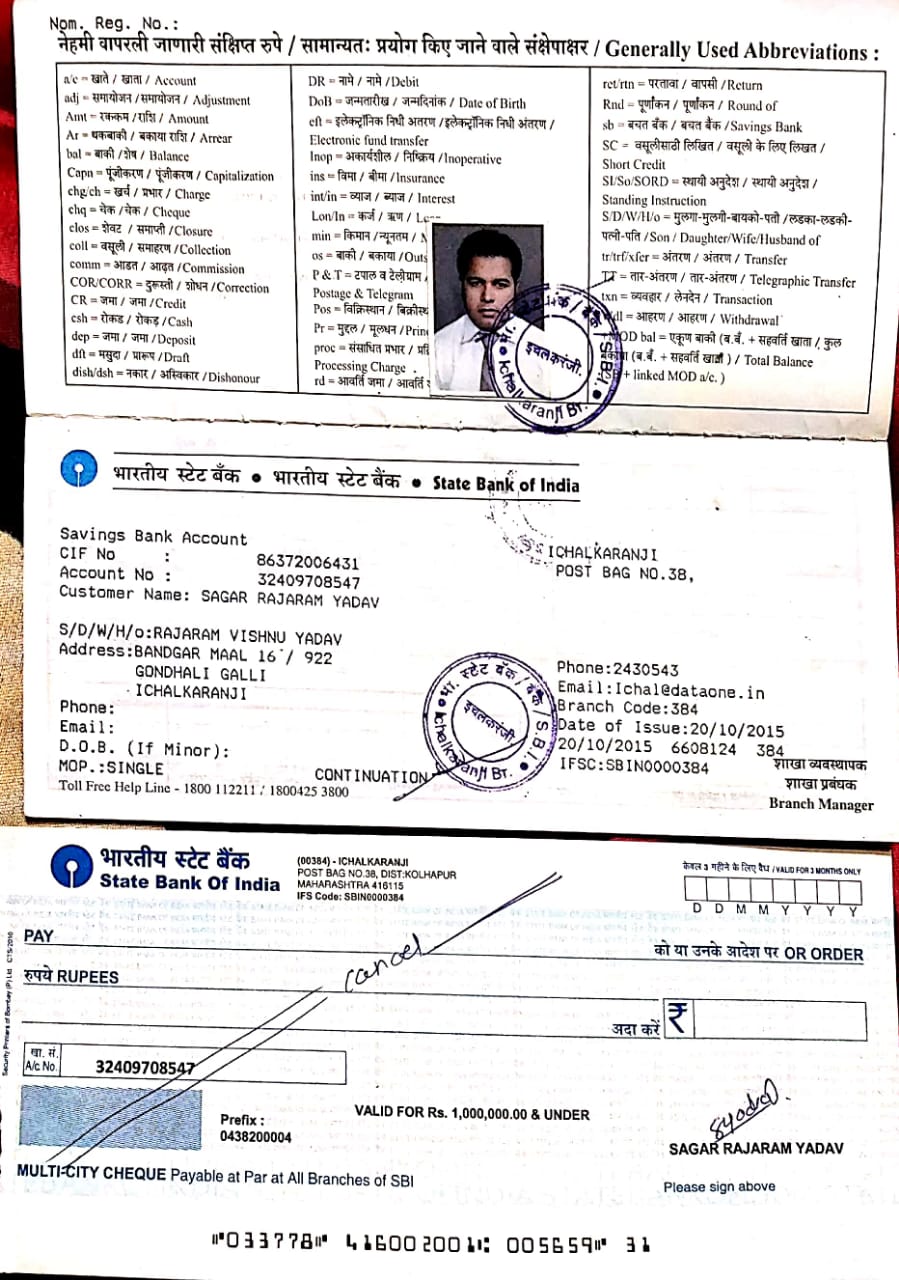 Nom. Reg. No.:
नेहमी वापरली जाणारी संक्षिप्त रुपे / सामान्यतः प्रयोग किए जाने वाले संक्षेपाक्षर / Generally Used Abbreviations :
a/c = खाते / खाता / Account
adj = समायोजन / समायोजन / Adjustment
Amt = रक्कम / राशि / Amount
Ar = थकबाकी / बकाया राशि / Arrear
bal = बाकी / शेष / Balance
Capn = पूंजीकरण / पूंजीकरण / Capitalization
chg/ch = खर्च / प्रभार / Charge
chq = चेक / चेक / Cheque
clos = शेवट / समाप्ती /Closure
coll = वसूली / समाहरण /Collection
comm = आडत / आढ़त /Commission
COR/CORR = दुरूस्ती / शोधन /Correction
CR = जमा / जमा /Credit
csh = रोकड / रोकड़ /Cash
dep = जमा / जमा /Deposit
dft = मसुदा / प्रारूप /Draft
dish/dsh = नकार / अस्विकार /Dishonour
DR = नामे / नामे /Debit
DoB = जन्मतारीख / जन्मदिनांक / Date of Birth
eft = इलेक्ट्रॉनिक निधी अतरण /इलेक्ट्रॉनिक निधी अंतरण /
Electronic fund transfer
Inop = अकार्यशील / निष्क्रिय /Inoperative
ins = विमा / बीमा /Insurance
int/in = व्याज / ब्याज / Interest
Lon/ln = कर्ज / ऋण /
min = किमान /न्यूनतम /
os = बाकी / बकाया /Outs
P & T = टपाल व टेलीग्राम
Postage & Telegram
Pos = विक्रिस्थान /
Pr = मुद्दल / मूलधन /Prin
proc = संसाधित प्रभार /
Processing Charge .
rd = आवर्ति जमा / आवर्ति
ret/rtn = परतावा / वापसी /Return
Rnd = पूर्णांकन / पूर्णांकन / Round of
sb = बचत बँक / बचत बैंक /Savings Bank
SC = वसूलीसाठी लिखित / वसूली के लिए लिखत /
Short Credit
SI/So/SORD = स्थायी अनुदेश / स्थायी अनुदेश /
Standing Instruction
S/D/W/H/o = मुलगा-मुलगी-बायको-पती /लडका-लडकी-
पत्नी-पति /Son / Daughter/Wife/Husband of
tr/trf/xfer = अंतरण / अंतरण / Transfer
TT = तार-अंतरण / तार-अंतरण / Telegraphic Transfer
txn = व्यवहार / लेनदेन / Transaction
wdl = आहरण / आहरण / Withdrawal
MOD bal = एकूण बाकी (ब.बँ. + सहवर्ति खाता / कुल
(ब.बँ. + सहवर्ति खाता ) / Total Balance
+ linked MOD a/c. )
भा. स्टेट बँक / बैंक / S.B.I.
इचलकरंजी.
Ichalkaranji Br.
भारतीय स्टेट बँक • भारतीय स्टेट बैंक • State Bank of India
Savings Bank Account
CIF No : 86372006431
Account No : 32409708547
Customer Name: SAGAR RAJARAM YADAV
ICHALKARANJI
POST BAG NO.38,
S/D/W/H/o:RAJARAM VISHNU YADAV
Address:BANDGAR MAAL 16 / 922
GONDHALI GALLI
ICHALKARANJI
Phone:
Email:
D.O.B. (If Minor):
MOP.:SINGLE
CONTINUATION
Toll Free Help Line - 1800 112211 / 1800425 3800
भा. स्टेट बँक / बैंक / S.B.I.
इचलकरंजी.
Ichalkaranji Br.
Phone:2430543
Email:Ichal@dataone.in
Branch Code:384
Date of Issue:20/10/2015
20/10/2015 6608124 384
IFSC:SBIN0000384
शाखा व्यवस्थापक
शाखा प्रबंधक
Branch Manager
भारतीय स्टेट बैंक
State Bank Of India
(00384) - ICHALKARANJI
POST BAG NO.38, DIST:KOLHAPUR
MAHARASHTRA 416115
IFS Code: SBIN0000384
केवल 3 महीने के लिए वैध / VALID FOR 3 MONTHS ONLY
D D M M Y Y Y Y
PAY
cancel
को या उनके आदेश पर OR ORDER
रुपये RUPEES
अदा करें ₹
खा. सं.
A/c No. 32409708547
Security Printers of Bombay (P) Ltd CTS-2010
Prefix :
0438200004
VALID FOR Rs. 1,000,000.00 & UNDER
Syadav
SAGAR RAJARAM YADAV
MULTI-CITY CHEQUE Payable at Par at All Branches of SBI
Please sign above
⑈033778⑈ 416002001⑆ 005659⑈ 31